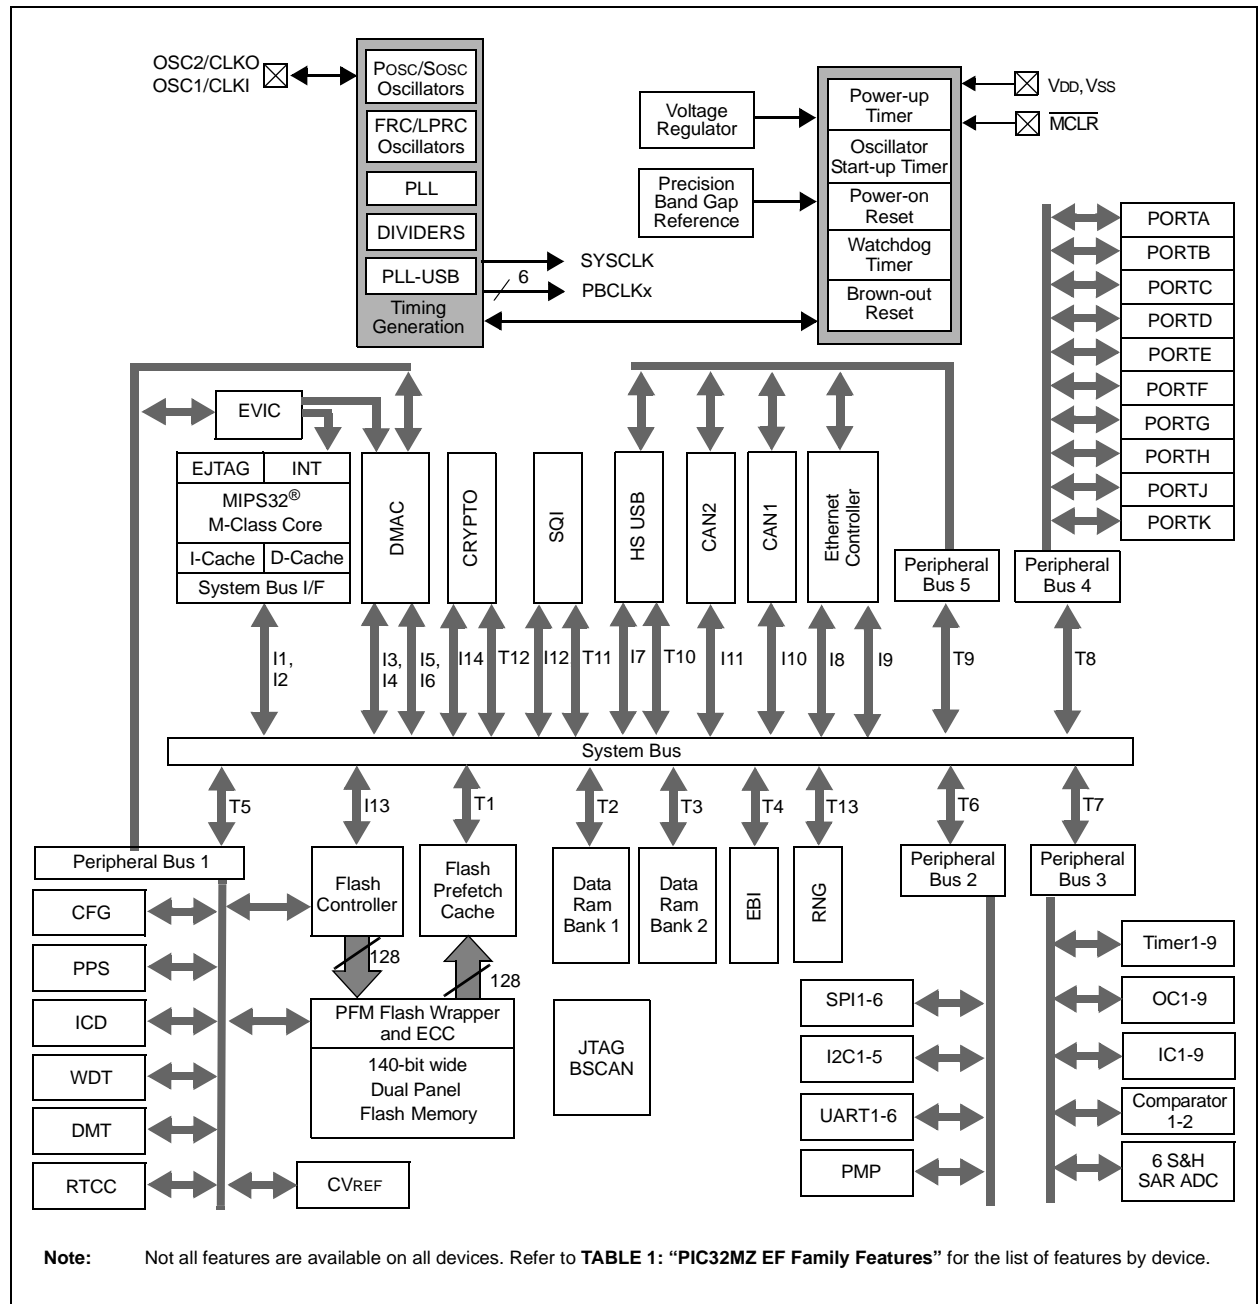 OSC2/CLKO
OSC1/CLKI
POSC/SOSC
Oscillators
FRC/LPRC
Oscillators
PLL
DIVIDERS
PLL-USB
Timing
Generation
SYSCLK
6
PBCLKx
Voltage
Regulator
Precision
Band Gap
Reference
Power-up
Timer
Oscillator
Start-up Timer
Power-on
Reset
Watchdog
Timer
Brown-out
Reset
VDD, VSS
MCLR
PORTA
PORTB
PORTC
PORTD
PORTE
PORTF
PORTG
PORTH
PORTJ
PORTK
EVIC
EJTAG
INT
MIPS32®
M-Class Core
I-Cache
D-Cache
System Bus I/F
DMAC
CRYPTO
SQI
HS USB
CAN2
CAN1
Ethernet
Controller
Peripheral
Bus 5
Peripheral
Bus 4
I1,
I2
I3,
I4
I5,
I6
I14
T12
I12
T11
I7
T10
I11
I10
I8
I9
T9
T8
System Bus
T5
I13
T1
T2
T3
T4
T13
T6
T7
Peripheral Bus 1
Flash
Controller
Flash
Prefetch
Cache
Data
Ram
Bank 1
Data
Ram
Bank 2
EBI
RNG
Peripheral
Bus 2
Peripheral
Bus 3
CFG
PPS
ICD
WDT
DMT
RTCC
128
128
PFM Flash Wrapper
and ECC
140-bit wide
Dual Panel
Flash Memory
CVREF
JTAG
BSCAN
SPI1-6
I2C1-5
UART1-6
PMP
Timer1-9
OC1-9
IC1-9
Comparator
1-2
6 S&H
SAR ADC
Note: Not all features are available on all devices. Refer to TABLE 1: “PIC32MZ EF Family Features” for the list of features by device.